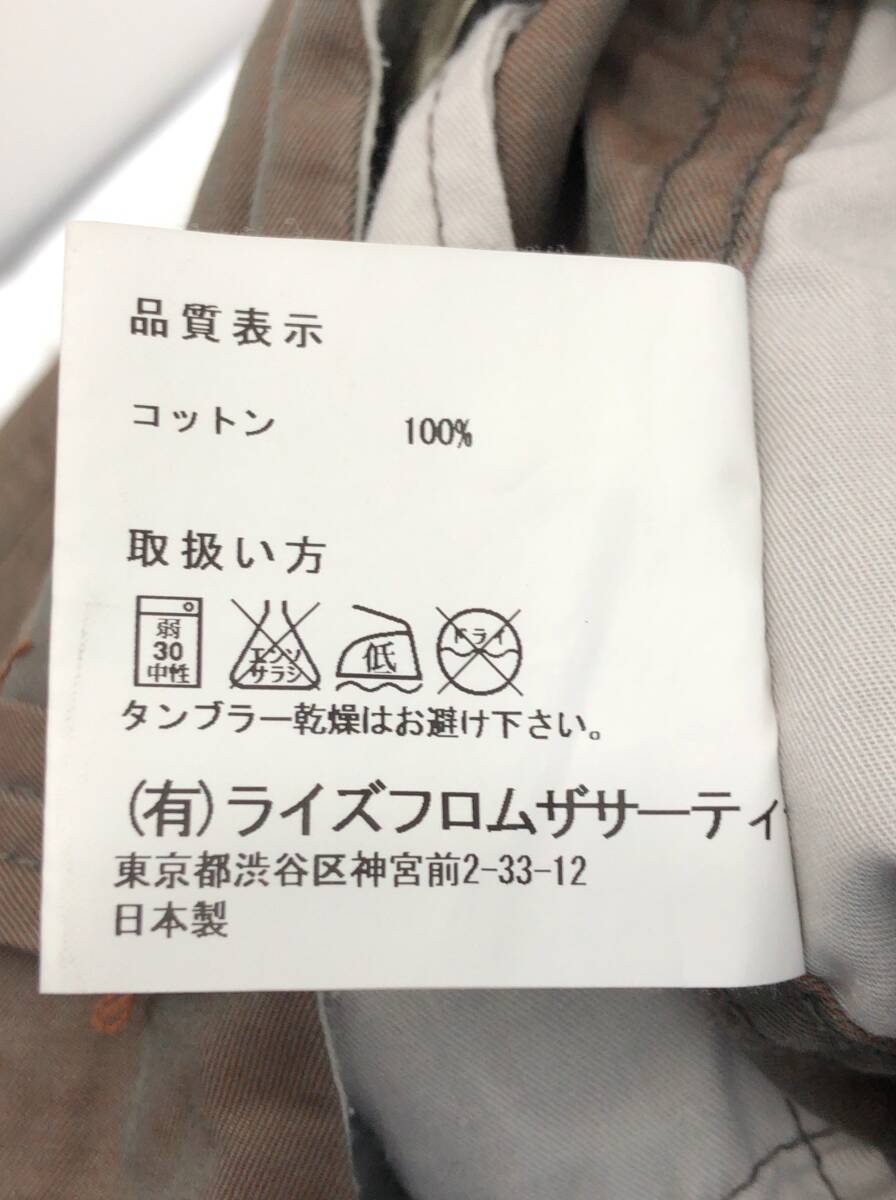 品質表示
コットン 100%
取扱い方
弱 エンソ 低 ドライ
30 サラシ
中性
タンブラー乾燥はお避け下さい。
(有)ライズフロムザサーティ
東京都渋谷区神宮前2-33-12
日本製